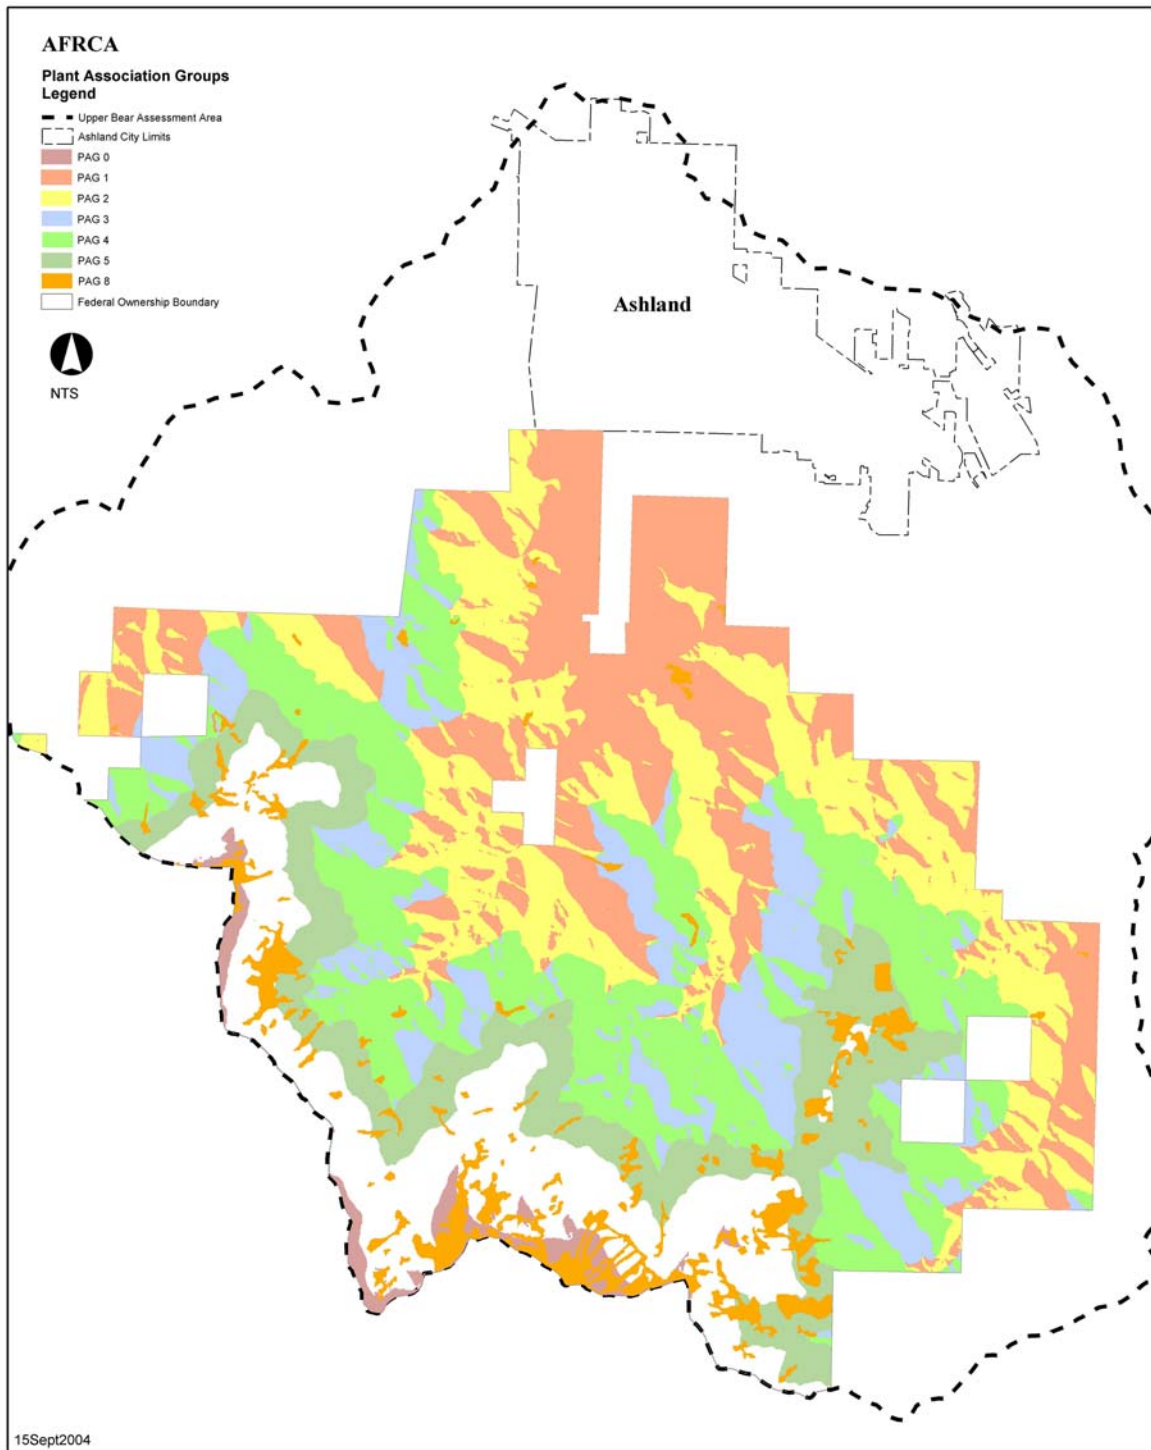 AFRCA
Plant Association Groups
Legend
Upper Bear Assessment Area
Ashland City Limits
PAG 0
PAG 1
PAG 2
PAG 3
PAG 4
PAG 5
PAG 8
Federal Ownership Boundary
NTS
Ashland
15Sept2004